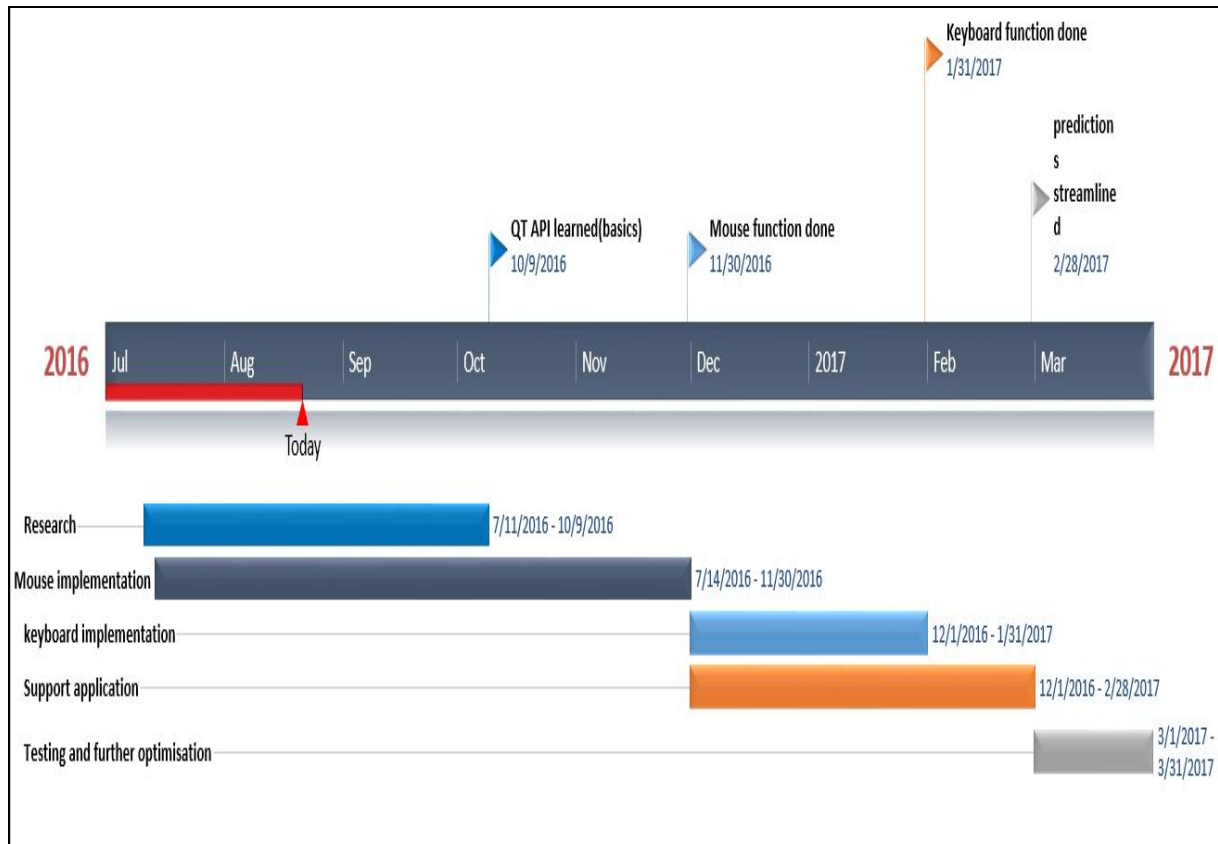 Keyboard function done
1/31/2017
prediction
s
streamline
d
2/28/2017
QT API learned(basics)
10/9/2016
Mouse function done
11/30/2016
2016
Jul
Aug
Sep
Oct
Nov
Dec
2017
Feb
Mar
2017
Today
Research
7/11/2016 - 10/9/2016
Mouse implementation
7/14/2016 - 11/30/2016
keyboard implementation
12/1/2016 - 1/31/2017
Support application
12/1/2016 - 2/28/2017
Testing and further optimisation
3/1/2017 -
3/31/2017